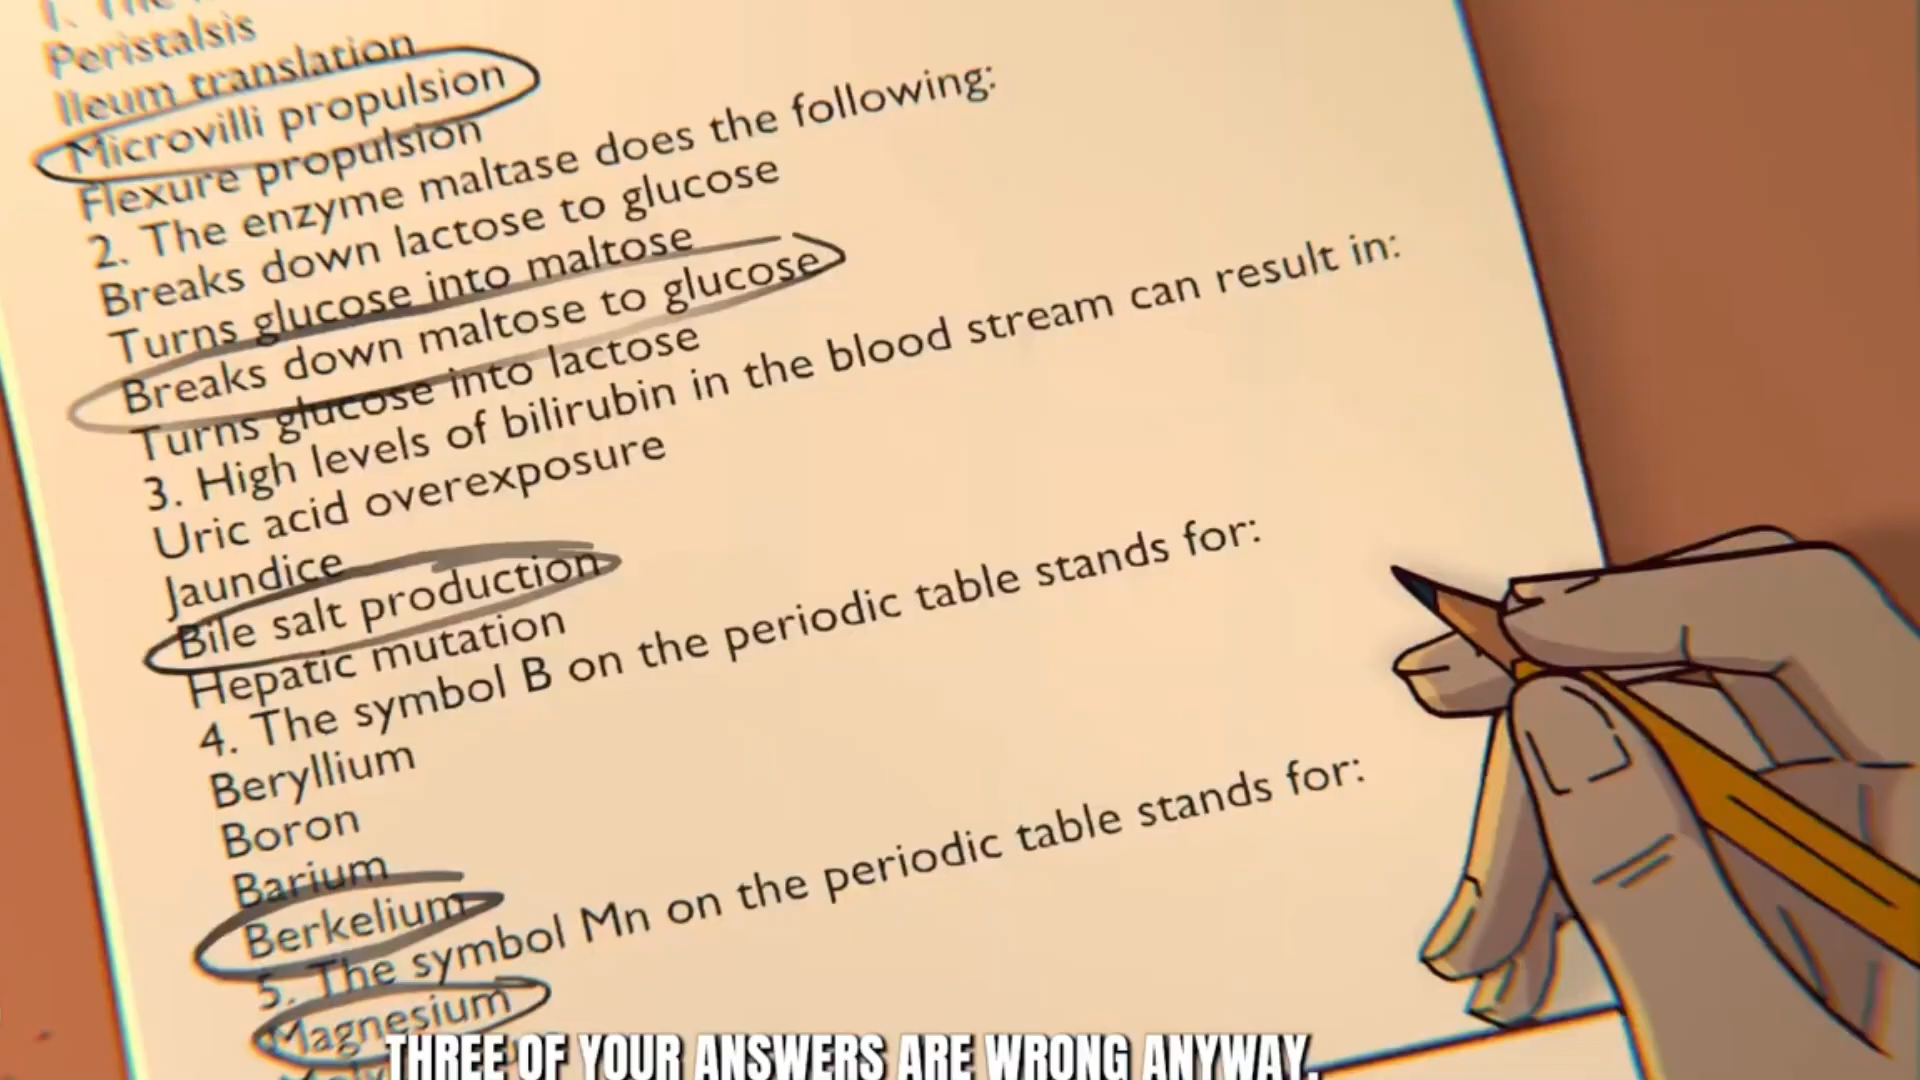 1. The
Peristalsis
Ileum translation
Microvilli propulsion
Flexure propulsion
2. The enzyme maltase does the following:
Breaks down lactose to glucose
Turns glucose into maltose
Breaks down maltose to glucose
Turns glucose into lactose
3. High levels of bilirubin in the blood stream can result in:
Uric acid overexposure
Jaundice
Bile salt production
Hepatic mutation
4. The symbol B on the periodic table stands for:
Beryllium
Boron
Barium
Berkelium
5. The symbol Mn on the periodic table stands for:
Magnesium
THREE OF YOUR ANSWERS ARE WRONG ANYWAY.